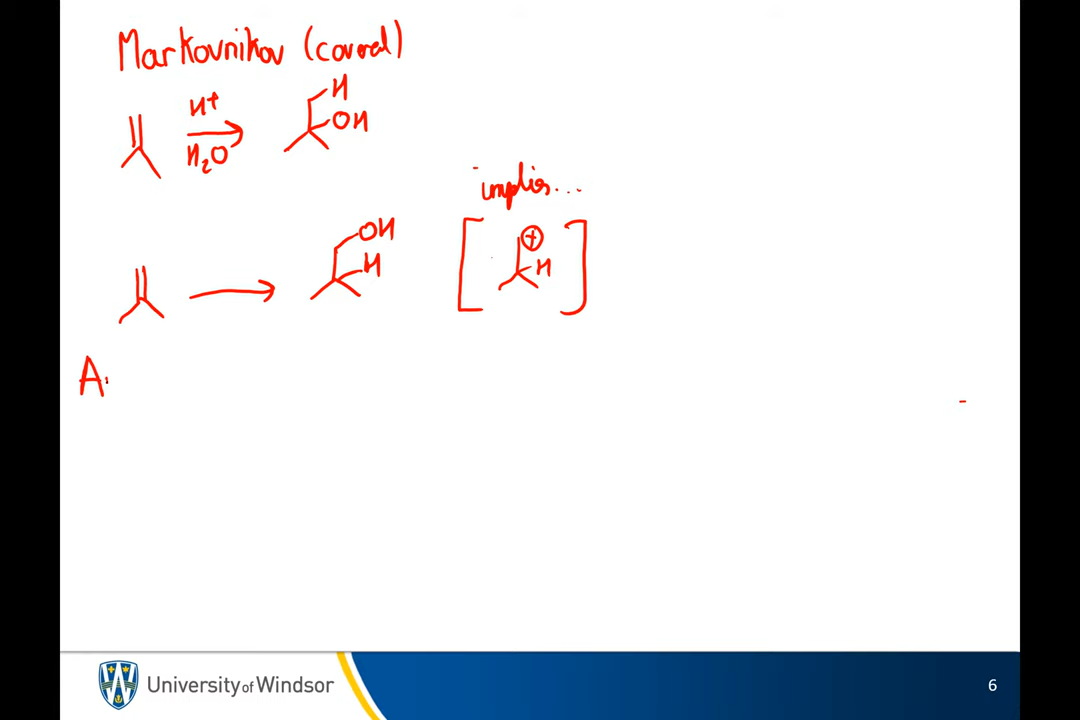 Markovnikov (covered)
H+
H
OH
H₂O
implies...
OH
H
+
H
A
University of Windsor
6